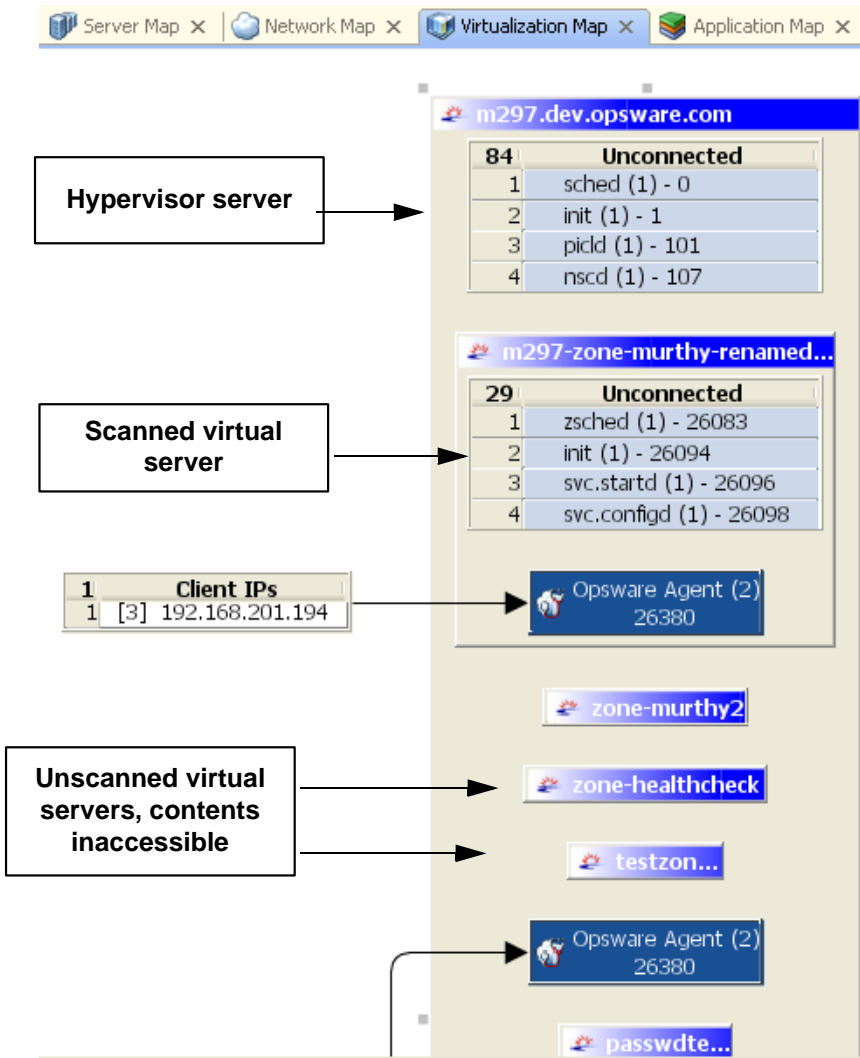 Server Map
Network Map
Virtualization Map
Application Map
m297.dev.opsware.com
84 Unconnected
1 sched (1) - 0
2 init (1) - 1
3 picld (1) - 101
4 nscd (1) - 107
Hypervisor server
m297-zone-murthy-renamed...
29 Unconnected
1 zsched (1) - 26083
2 init (1) - 26094
3 svc.startd (1) - 26096
4 svc.configd (1) - 26098
Scanned virtual
server
1 Client IPs
1 [3] 192.168.201.194
Opsware Agent (2)
26380
zone-murthy2
Unscanned virtual
servers, contents
inaccessible
zone-healthcheck
testzon...
Opsware Agent (2)
26380
passwdte...